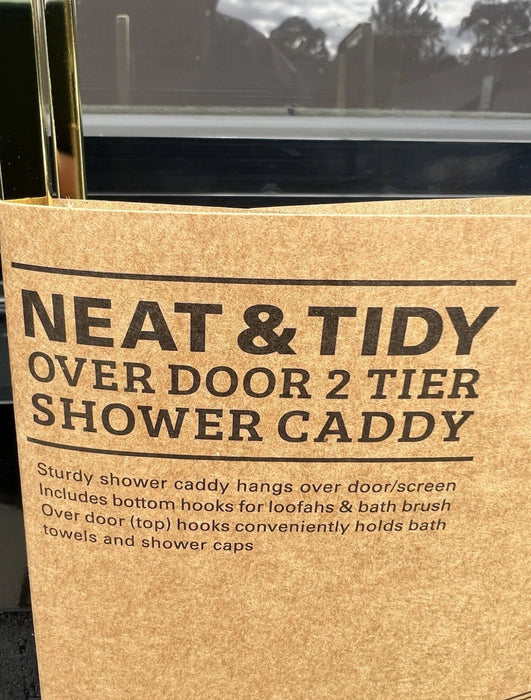 NEAT & TIDY
OVER DOOR 2 TIER
SHOWER CADDY
Sturdy shower caddy hangs over door/screen
Includes bottom hooks for loofahs & bath brush
Over door (top) hooks conveniently holds bath
towels and shower caps